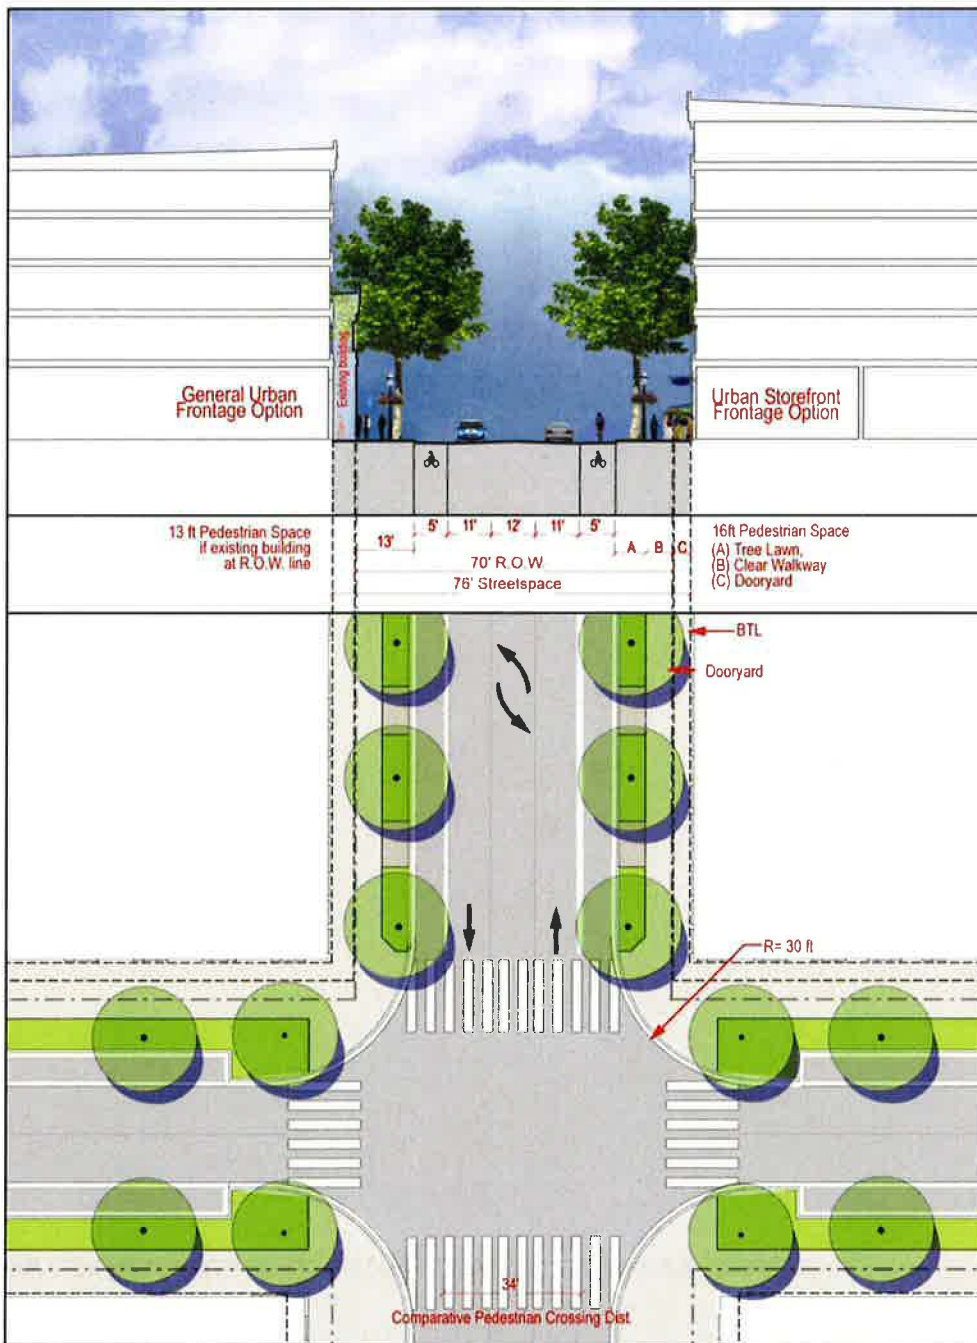 Existing building
General Urban
Frontage Option
Urban Storefront
Frontage Option
13 ft Pedestrian Space
if existing building
at R.O.W. line
5'
11'
12'
11'
5'
13'
A
B
C
70' R.O.W.
76' Streetspace
16ft Pedestrian Space
(A) Tree Lawn,
(B) Clear Walkway
(C) Dooryard
BTL
Dooryard
R= 30 ft
34'
Comparative Pedestrian Crossing Dist.